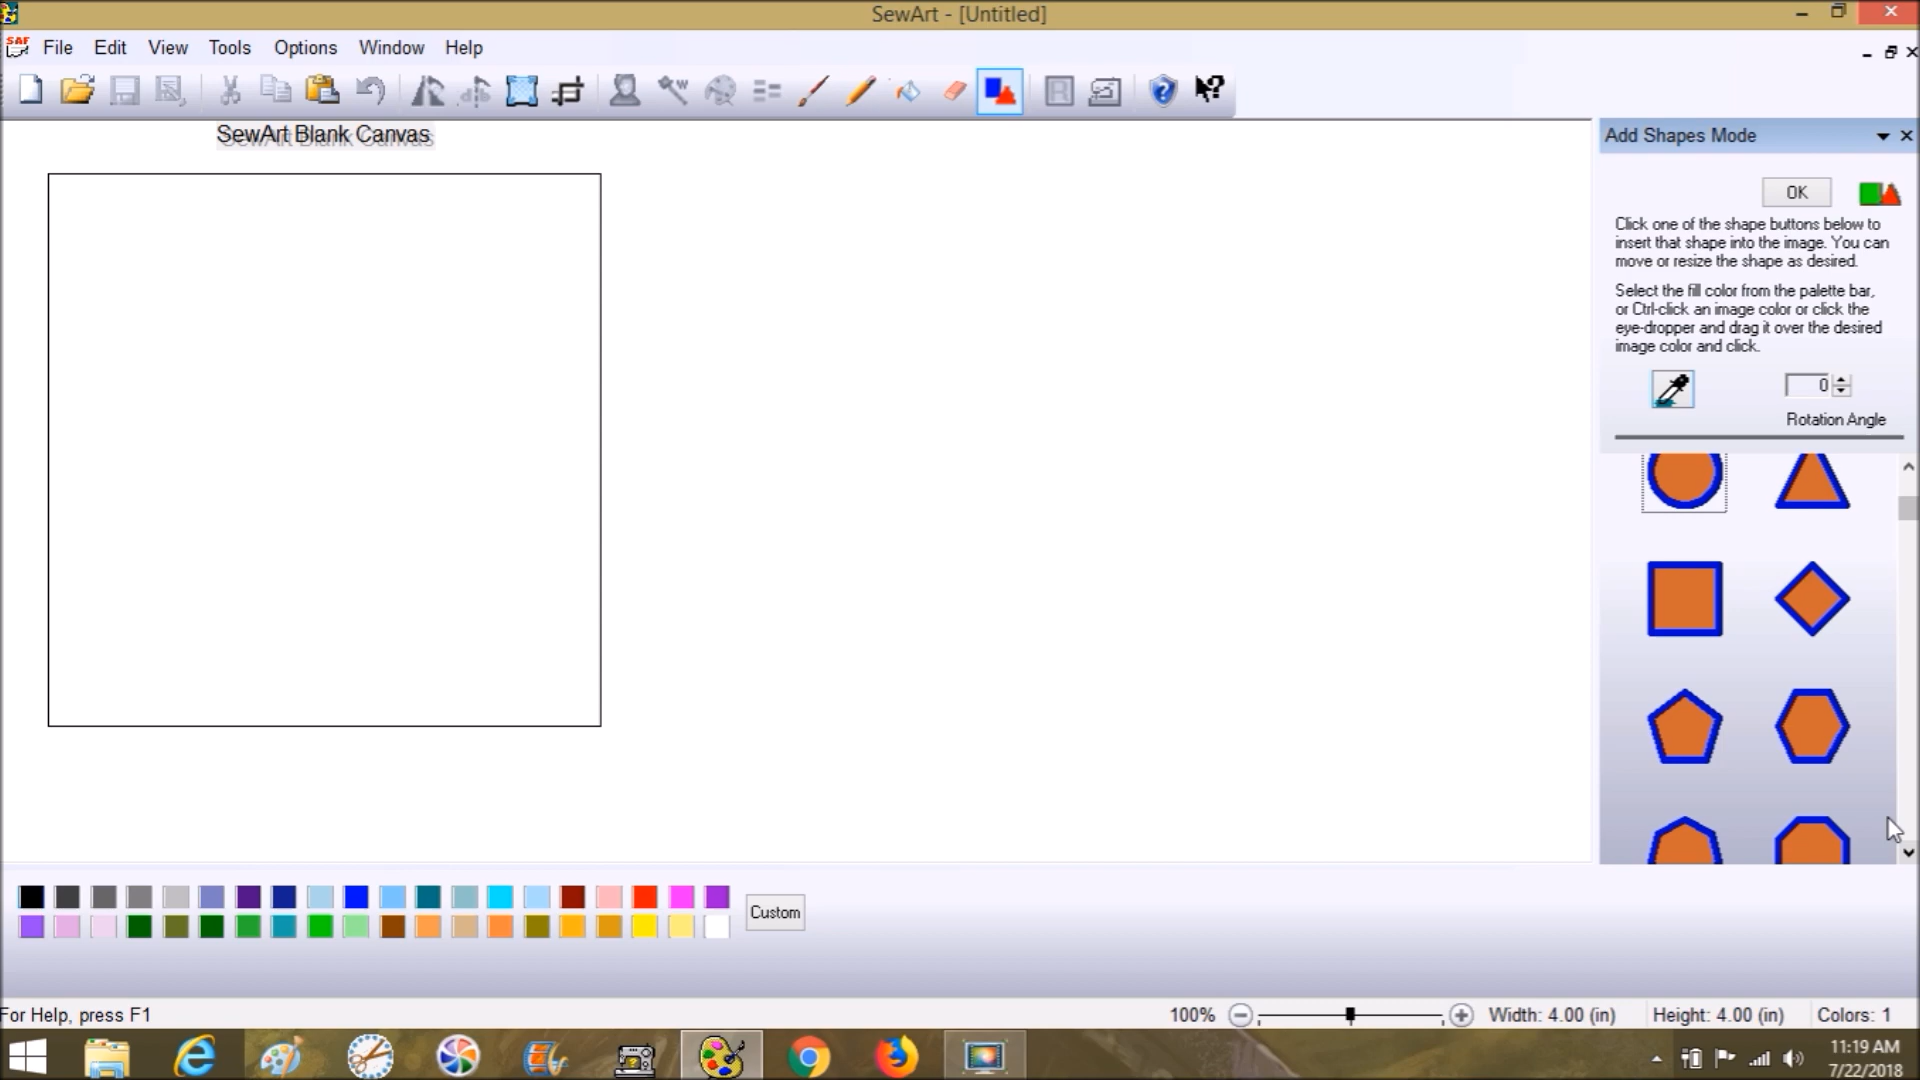 SewArt - [Untitled]
SAF File Edit View Tools Options Window Help
SewArt Blank Canvas
Add Shapes Mode
OK
Click one of the shape buttons below to
insert that shape into the image. You can
move or resize the shape as desired.
Select the fill color from the palette bar,
or Ctrl-click an image color or click the
eye-dropper and drag it over the desired
image color and click.
0
Rotation Angle
Custom
For Help, press F1
100%
Width: 4.00 (in)
Height: 4.00 (in)
Colors: 1
11:19 AM
7/22/2018